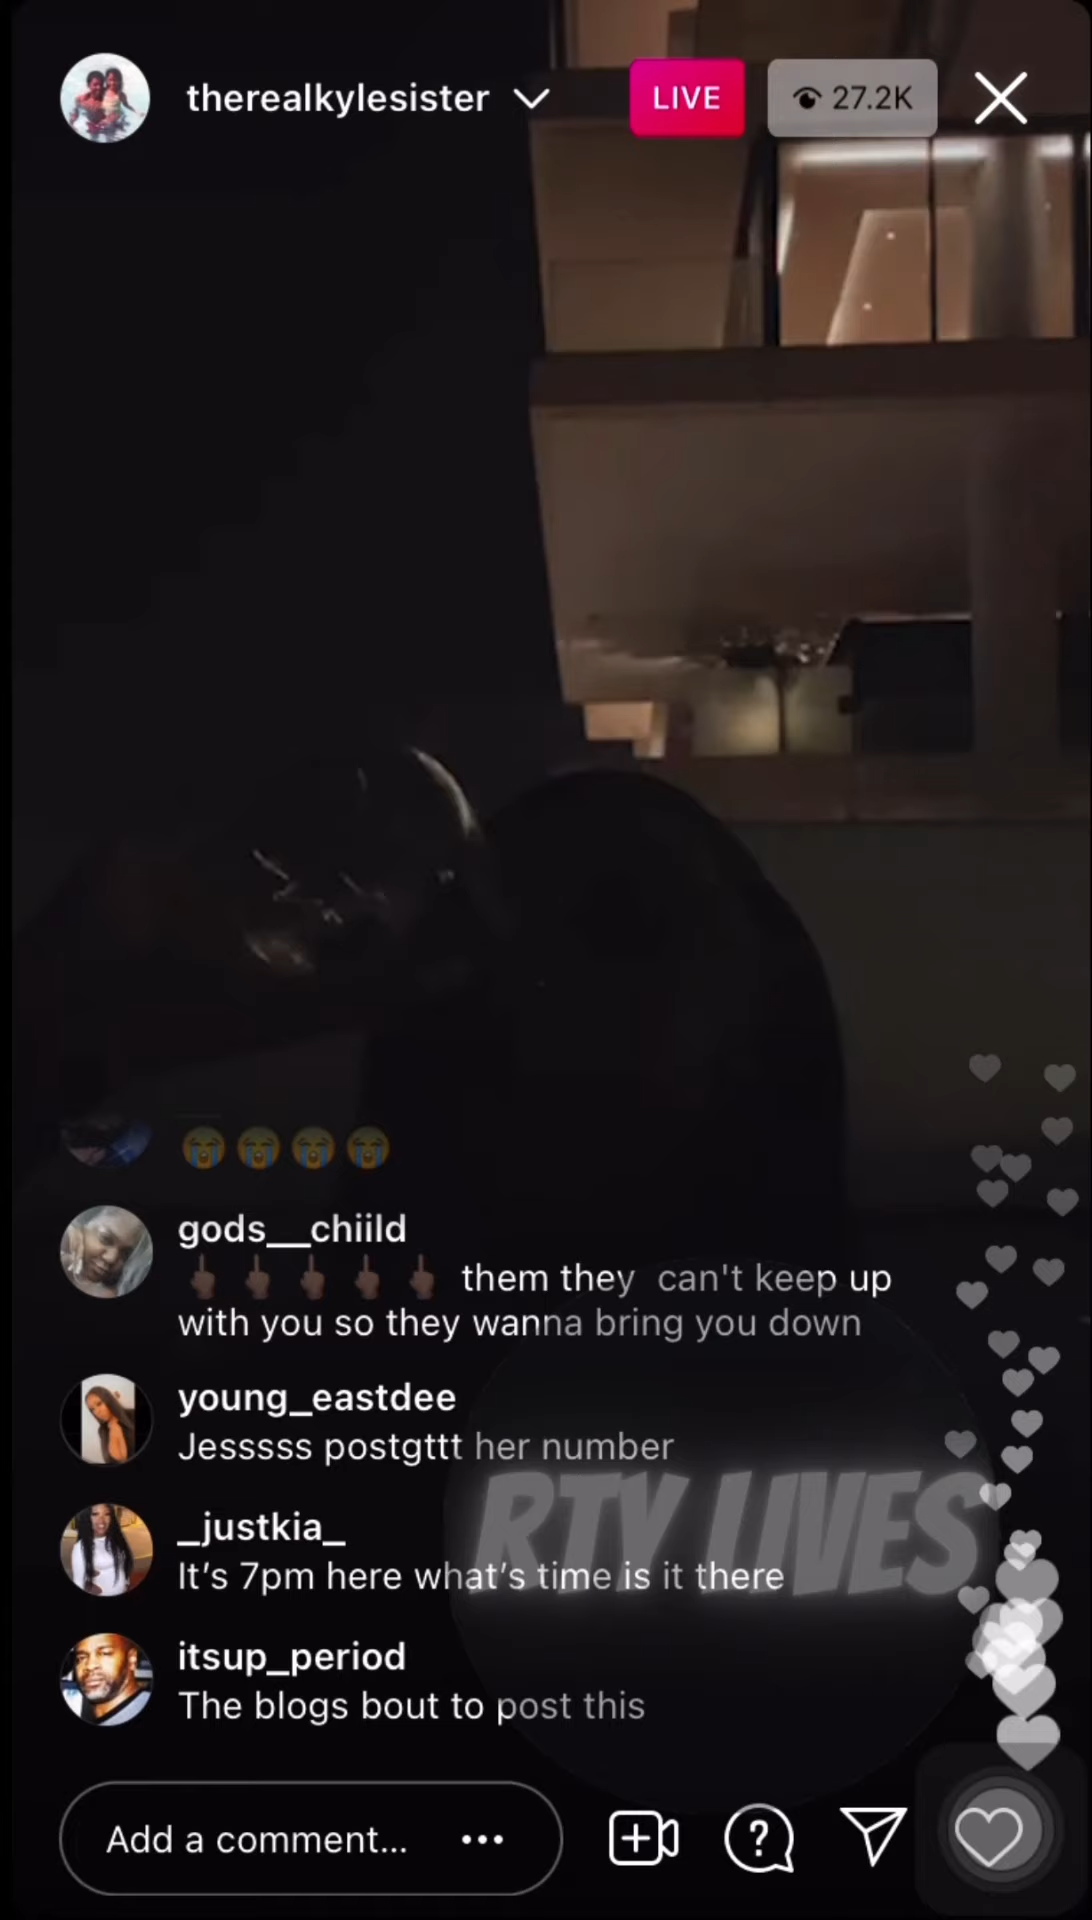 therealkylesister
LIVE
27.2K
😭😭😭😭
gods__chiild
🖕🏾🖕🏾🖕🏾🖕🏾🖕🏾 them they can't keep up
with you so they wanna bring you down
young_eastdee
Jesssss postgttt her number
RTY LIVES
_justkia_
It's 7pm here what's time is it there
itsup_period
The blogs bout to post this
Add a comment...